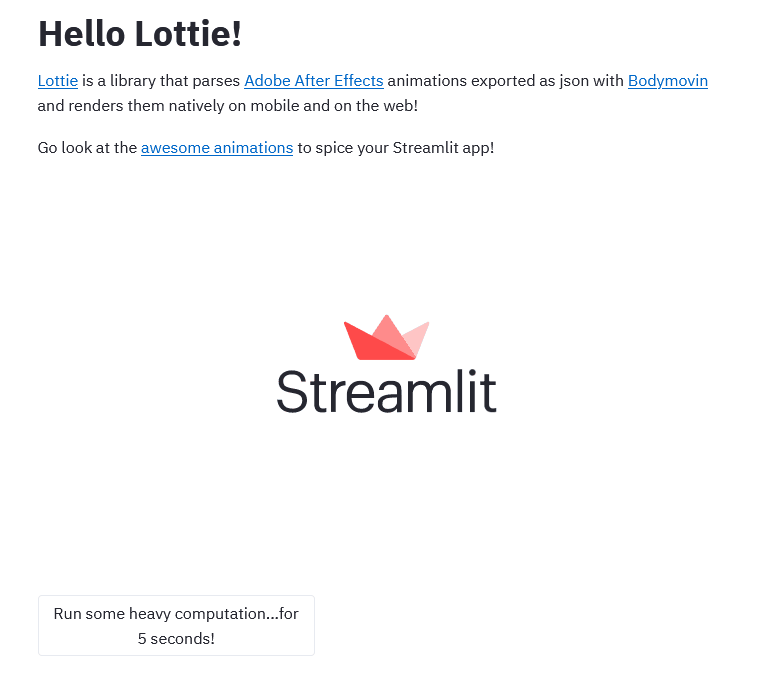 Hello Lottie!
Lottie is a library that parses Adobe After Effects animations exported as json with Bodymovin
and renders them natively on mobile and on the web!
Go look at the awesome animations to spice your Streamlit app!
Streamlit
Run some heavy computation...for
5 seconds!